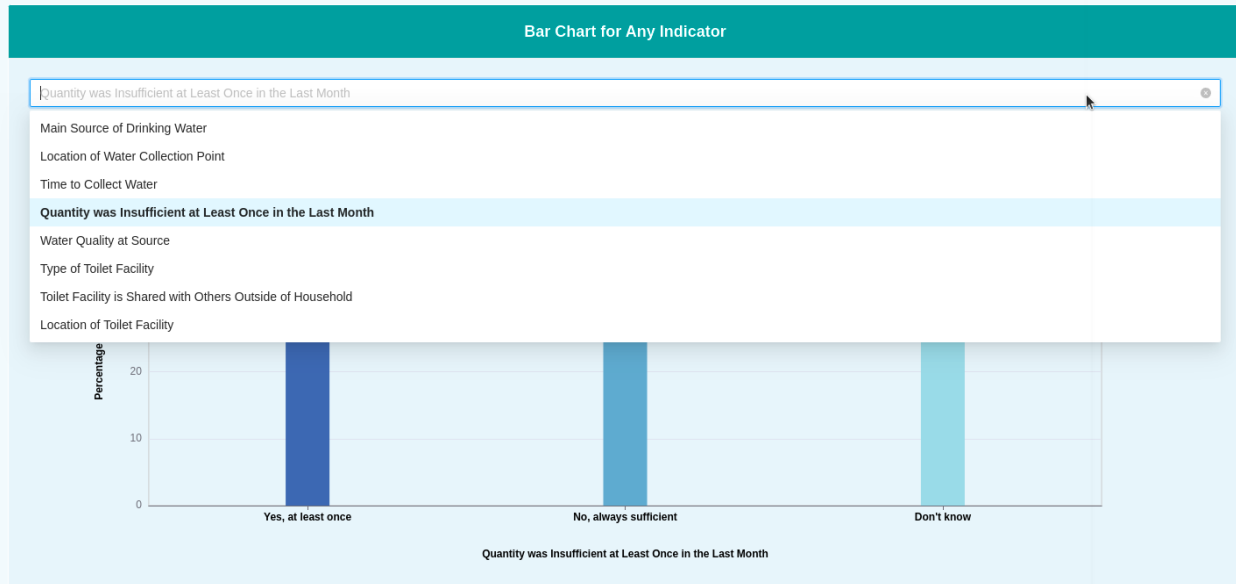 Bar Chart for Any Indicator
Quantity was Insufficient at Least Once in the Last Month
Main Source of Drinking Water
Location of Water Collection Point
Time to Collect Water
Quantity was Insufficient at Least Once in the Last Month
Water Quality at Source
Type of Toilet Facility
Toilet Facility is Shared with Others Outside of Household
Location of Toilet Facility
Percentage
20
10
0
Yes, at least once No, always sufficient Don't know
Quantity was Insufficient at Least Once in the Last Month